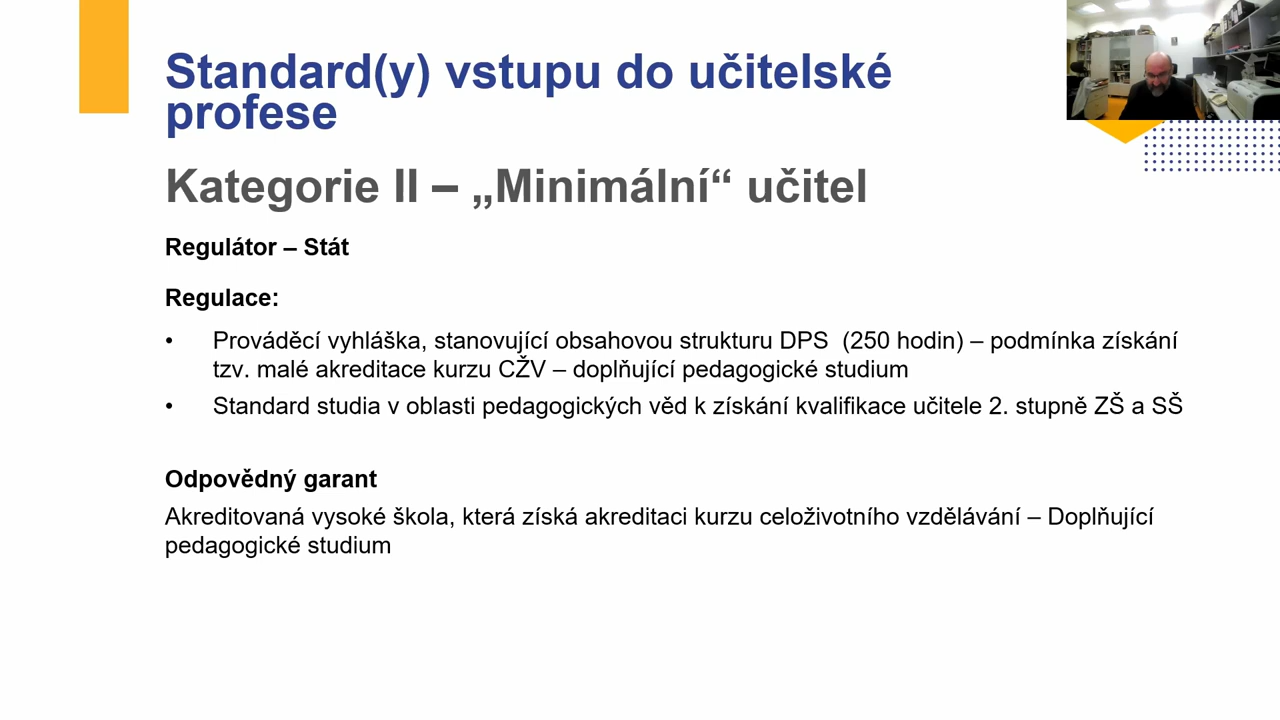 Standard(y) vstupu do učitelské
profese
Kategorie II – „Minimální“ učitel
Regulátor – Stát
Regulace:
• Prováděcí vyhláška, stanovující obsahovou strukturu DPS  (250 hodin) – podmínka získání
tzv. malé akreditace kurzu CŽV – doplňující pedagogické studium
• Standard studia v oblasti pedagogických věd k získání kvalifikace učitele 2. stupně ZŠ a SŠ
Odpovědný garant
Akreditovaná vysoké škola, která získá akreditaci kurzu celoživotního vzdělávání – Doplňující
pedagogické studium